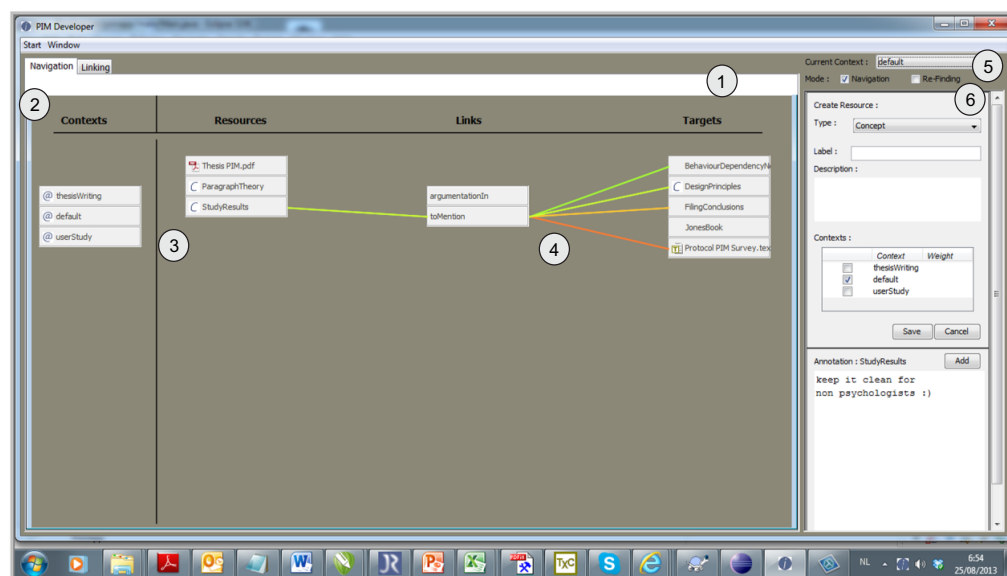 PIM Developer
Start Window
Navigation Linking
Current Context : default
5
Mode : Navigation Re-Finding
1
2
6
Contexts Resources Links Targets
Create Resource :
Type : Concept
Label :
Description :
Thesis PIM.pdf
ParagraphTheory
StudyResults
@ thesisWriting
@ default
@ userStudy
argumentationIn
toMention
BehaviourDependencyN
C DesignPrinciples
FilingConclusions
JonesBook
Protocol PIM Survey.tex
3
4
Contexts :
Context Weight
thesisWriting
default
userStudy
Save Cancel
Annotation : StudyResults Add
keep it clean for
non psychologists :)
NL
6:54
25/08/2013